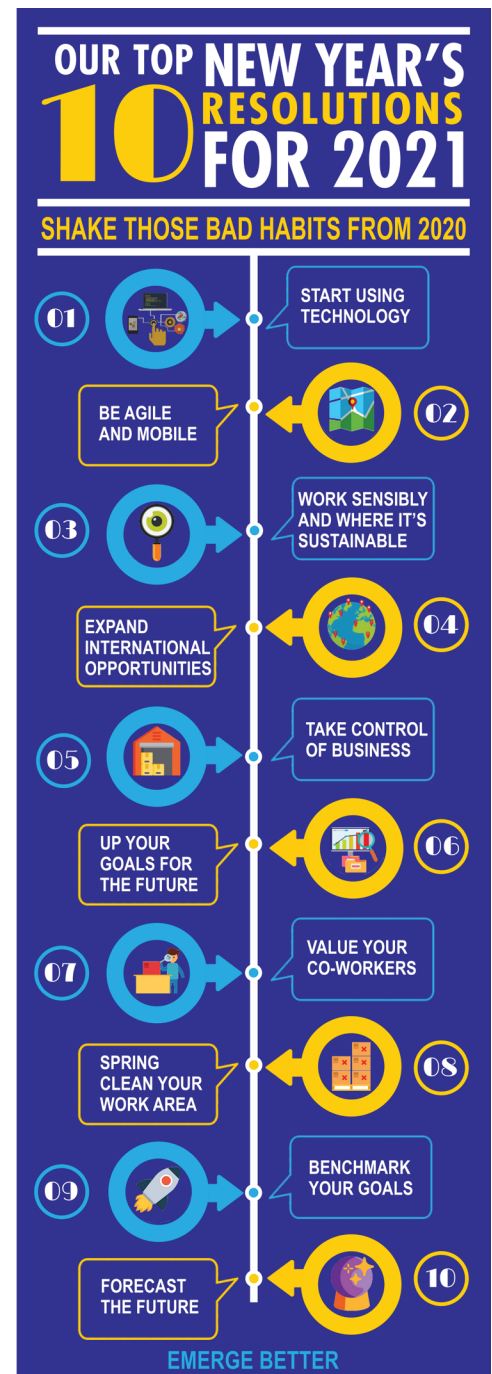 OUR TOP NEW YEAR'S
10 RESOLUTIONS
FOR 2021
SHAKE THOSE BAD HABITS FROM 2020
01
START USING
TECHNOLOGY
BE AGILE
AND MOBILE
02
03
WORK SENSIBLY
AND WHERE IT'S
SUSTAINABLE
EXPAND
INTERNATIONAL
OPPORTUNITIES
04
05
TAKE CONTROL
OF BUSINESS
UP YOUR
GOALS FOR
THE FUTURE
06
07
VALUE YOUR
CO-WORKERS
SPRING
CLEAN YOUR
WORK AREA
08
09
BENCHMARK
YOUR GOALS
FORECAST
THE FUTURE
10
EMERGE BETTER